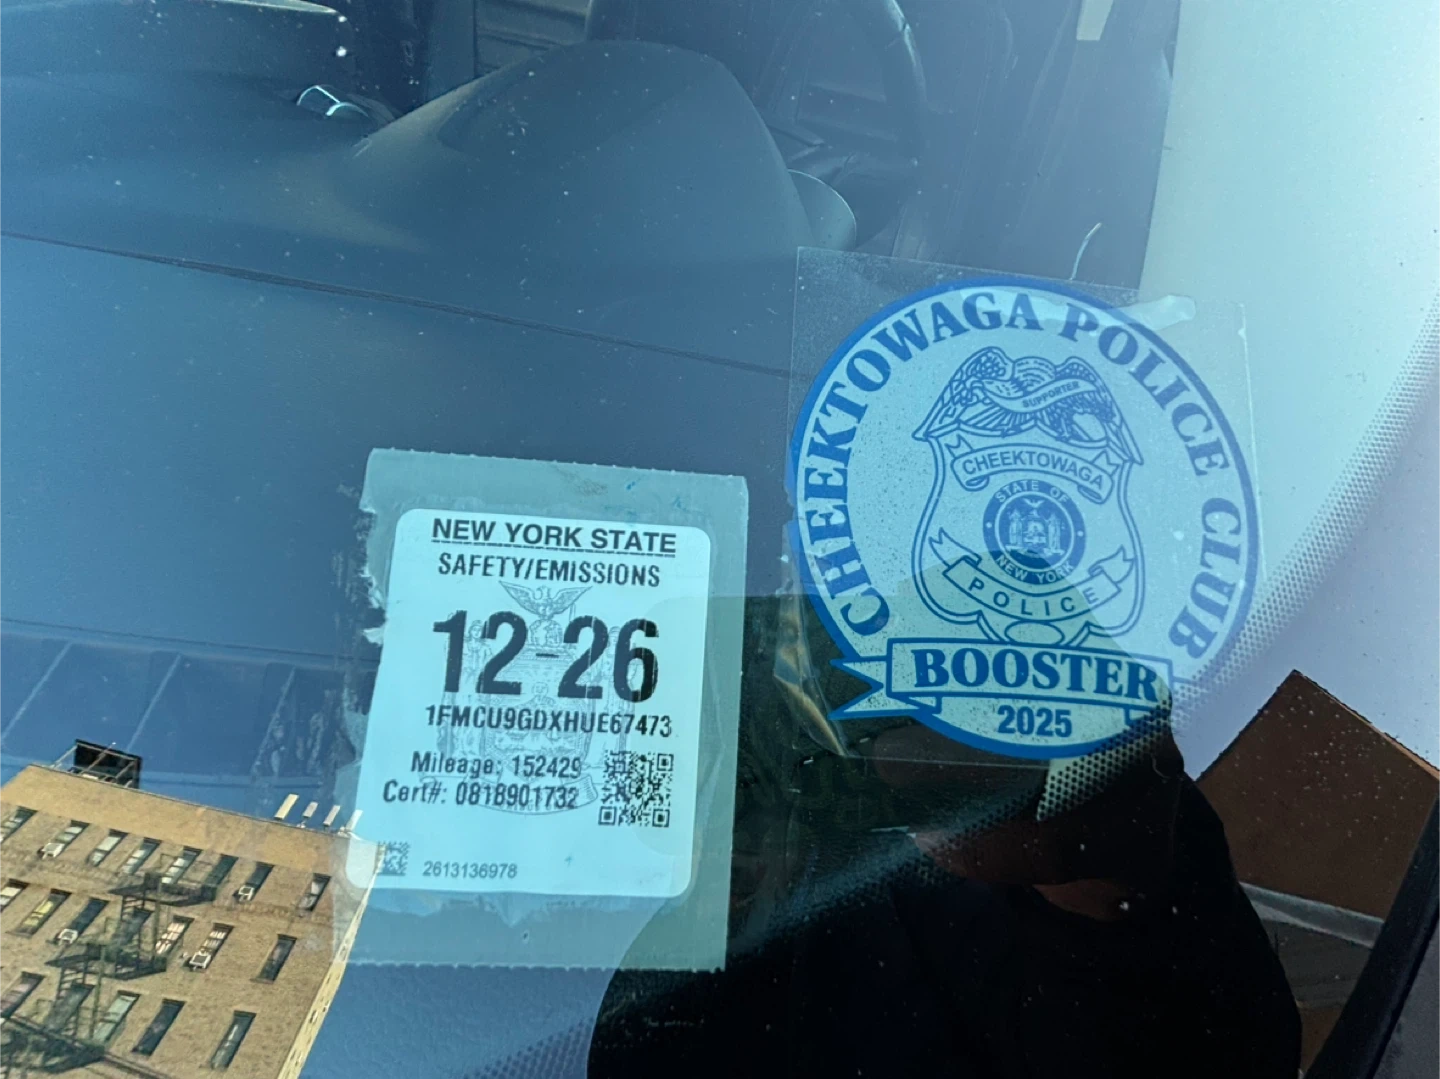 NEW YORK STATE
SAFETY/EMISSIONS
12-26
1FMCU9GDXHUE67473
Mileage: 152429
Cert#: 0818901732
2613136978
CHEEKTOWAGA POLICE CLUB
SUPPORTER
CHEEKTOWAGA
STATE OF
NEW YORK
POLICE
BOOSTER
2025